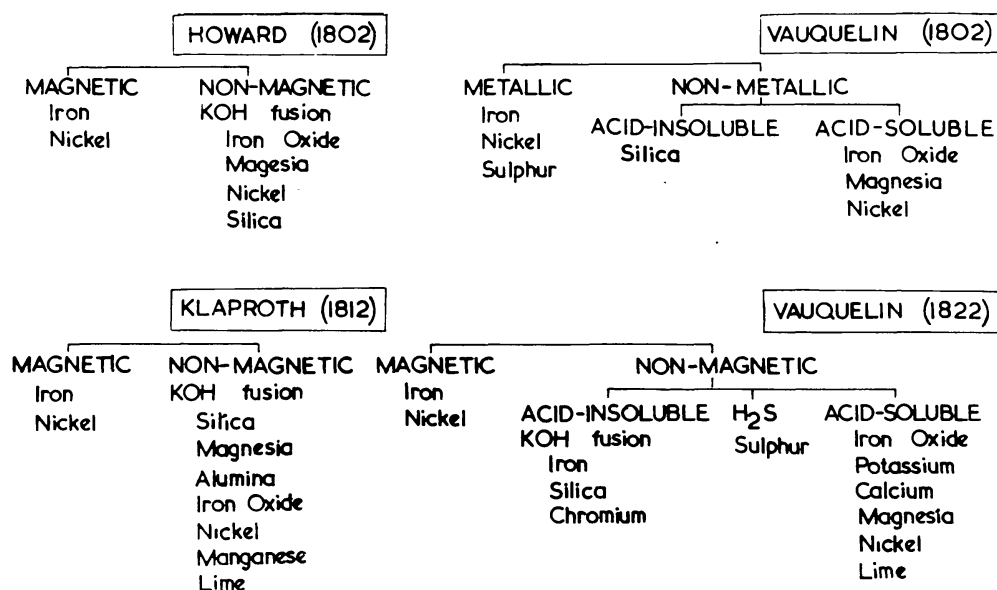 HOWARD (1802)
MAGNETIC
Iron
Nickel
NON-MAGNETIC
KOH fusion
Iron Oxide
Magesia
Nickel
Silica
VAUQUELIN (1802)
METALLIC
Iron
Nickel
Sulphur
NON-METALLIC
ACID-INSOLUBLE
Silica
ACID-SOLUBLE
Iron Oxide
Magnesia
Nickel
KLAPROTH (1812)
MAGNETIC
Iron
Nickel
NON-MAGNETIC
KOH fusion
Silica
Magnesia
Alumina
Iron Oxide
Nickel
Manganese
Lime
VAUQUELIN (1822)
MAGNETIC
Iron
Nickel
NON-MAGNETIC
ACID-INSOLUBLE
KOH fusion
Iron
Silica
Chromium
H2S
Sulphur
ACID-SOLUBLE
Iron Oxide
Potassium
Calcium
Magnesia
Nickel
Lime